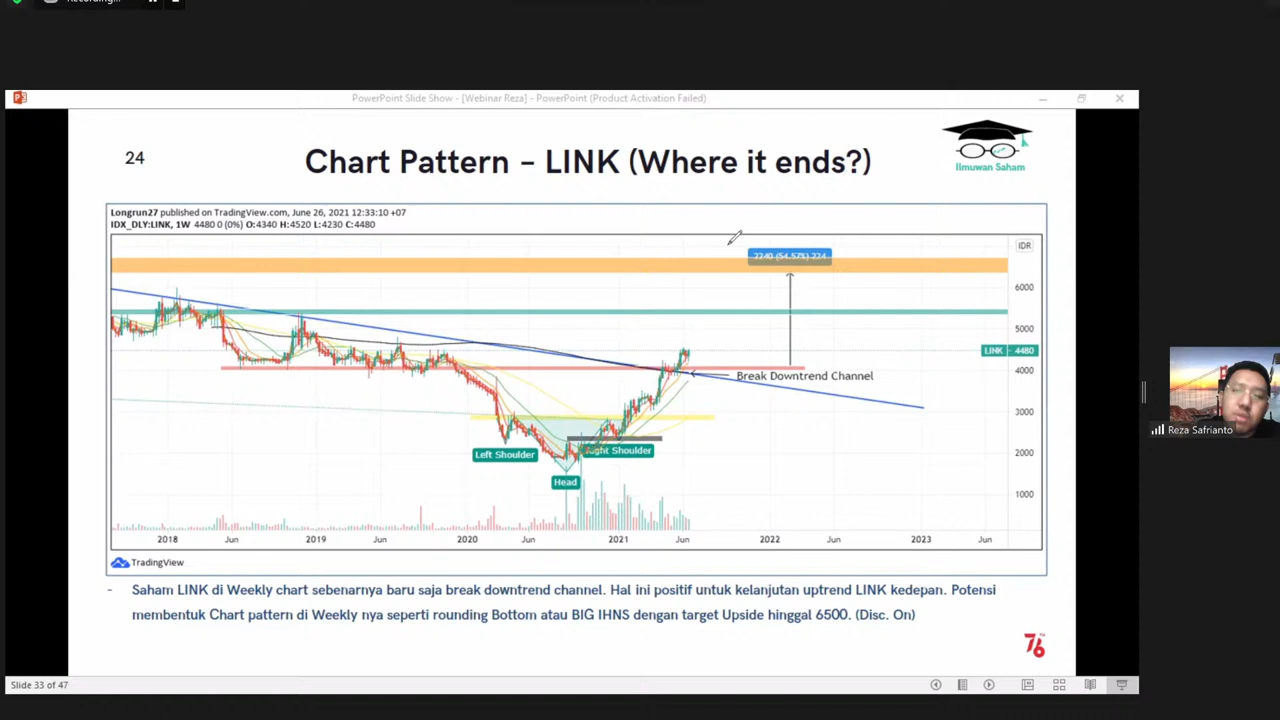 Recording...
PowerPoint Slide Show - [Webinar Reza] - PowerPoint (Product Activation Failed)
24
Chart Pattern – LINK (Where it ends?)
Ilmuwan Saham
Longrun27 published on TradingView.com, June 26, 2021 12:33:10 +07
IDX_DLY:LINK, 1W 4480 0 (0%) O:4340 H:4520 L:4230 C:4480
IDR
2240 (54.57%) 224
6000
5000
LINK 4480
4000
Break Downtrend Channel
3000
Left Shoulder
Right Shoulder
2000
Head
1000
2018 Jun 2019 Jun 2020 Jun 2021 Jun 2022 Jun 2023 Jun
TradingView
- Saham LINK di Weekly chart sebenarnya baru saja break downtrend channel. Hal ini positif untuk kelanjutan uptrend LINK kedepan. Potensi
membentuk Chart pattern di Weekly nya seperti rounding Bottom atau BIG IHNS dengan target Upside hinggal 6500. (Disc. On)
76
Slide 33 of 47
Reza Safrianto